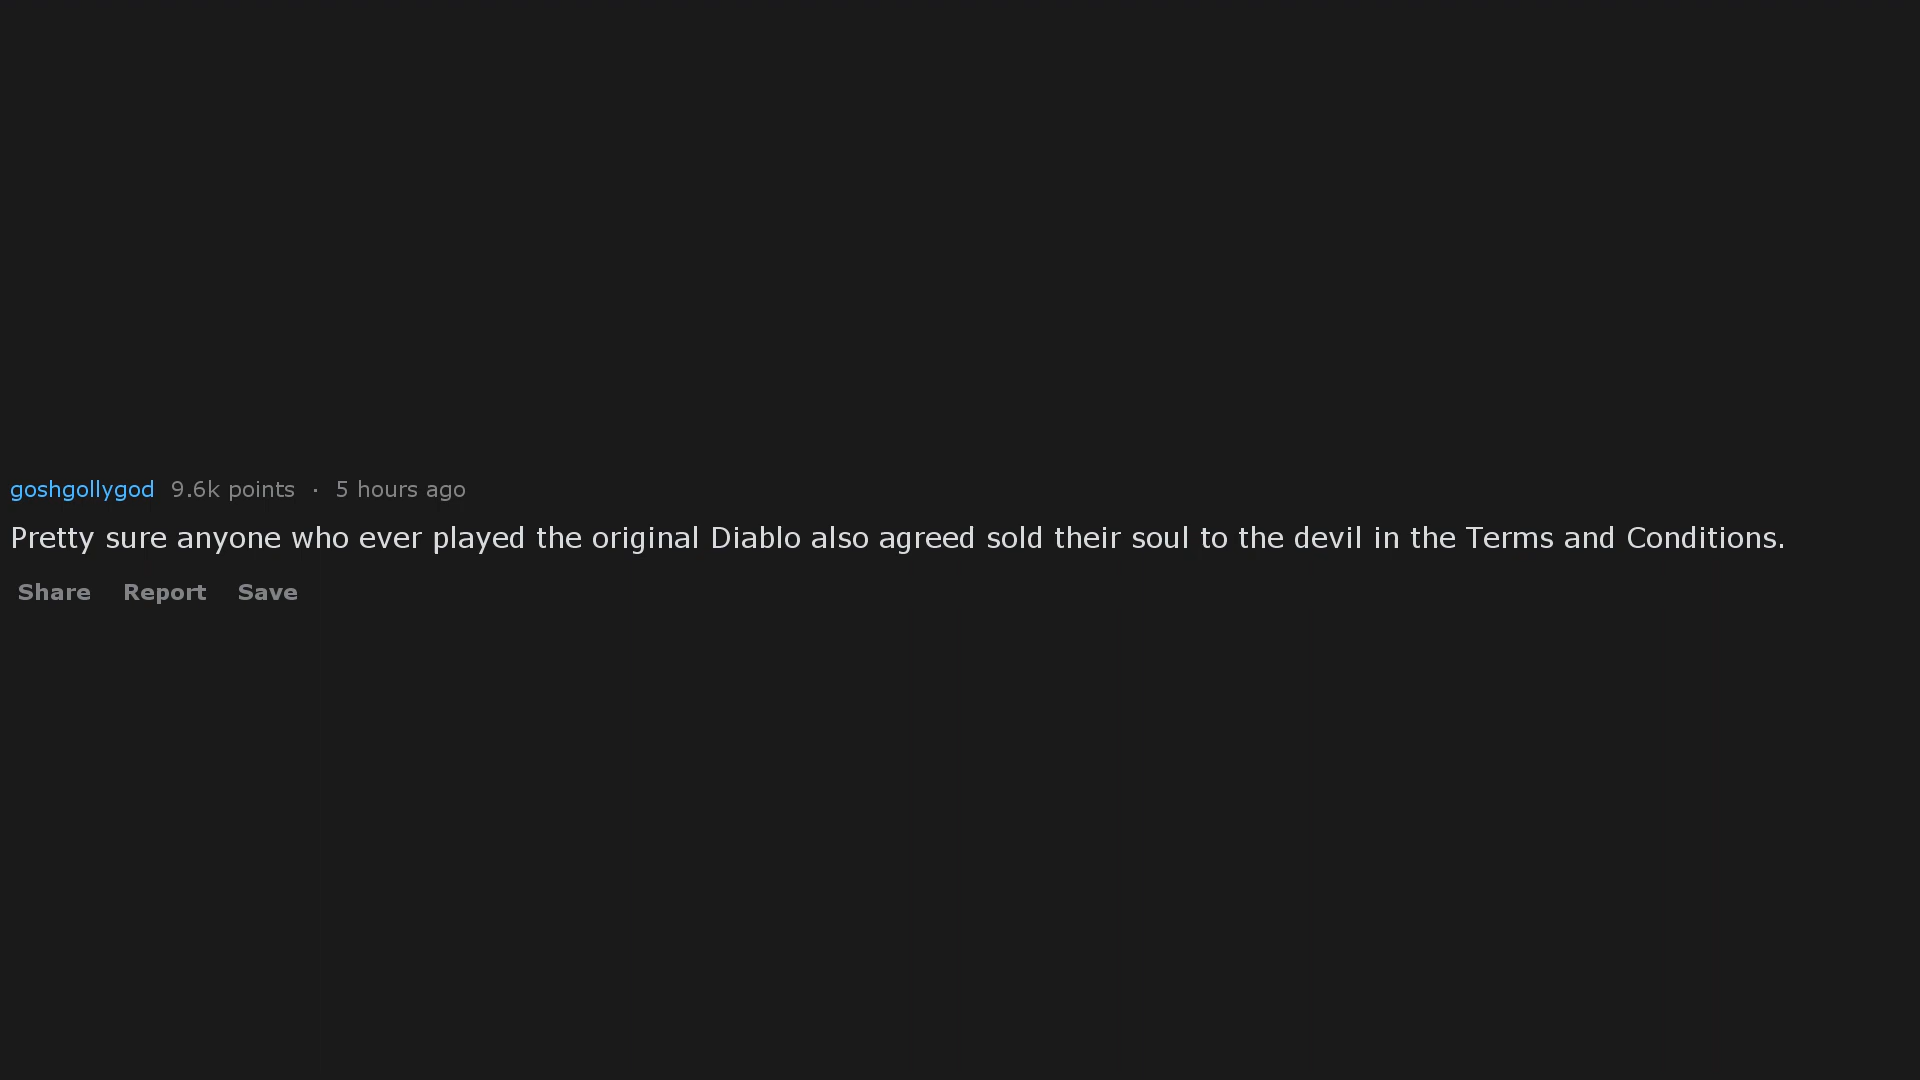 goshgollygod 9.6k points · 5 hours ago
Pretty sure anyone who ever played the original Diablo also agreed sold their soul to the devil in the Terms and Conditions.
Share Report Save